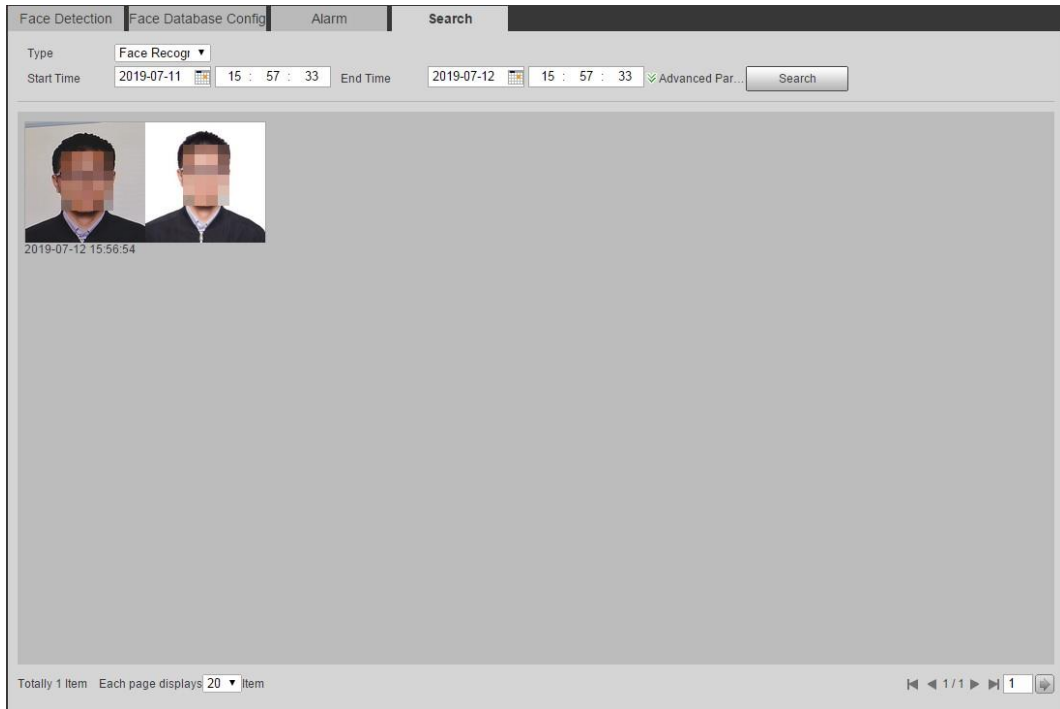 Face Detection Face Database Config Alarm Search
Type Face Recogr
Start Time 2019-07-11 15 : 57 : 33 End Time 2019-07-12 15 : 57 : 33 Advanced Par... Search
2019-07-12 15:56:54
Totally 1 Item Each page displays 20 Item 1 / 1 1